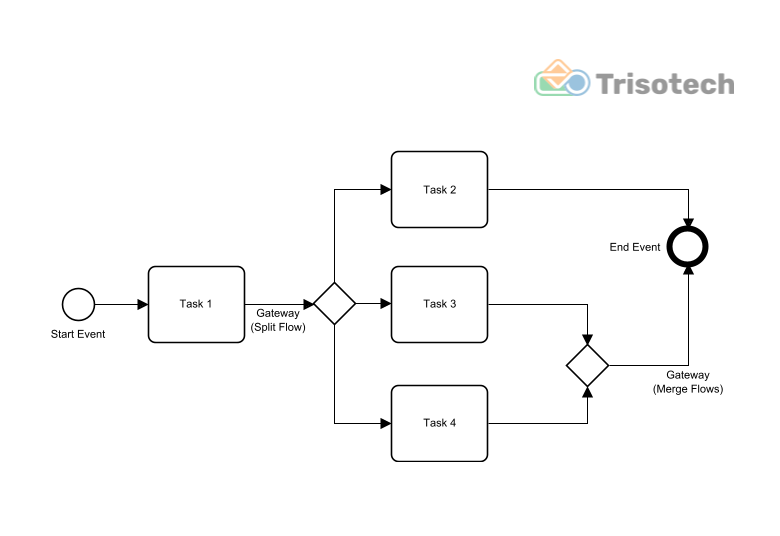 Trisotech
Task 2
End Event
Task 1
Task 3
Start Event
Gateway
(Split Flow)
Gateway
(Merge Flows)
Task 4